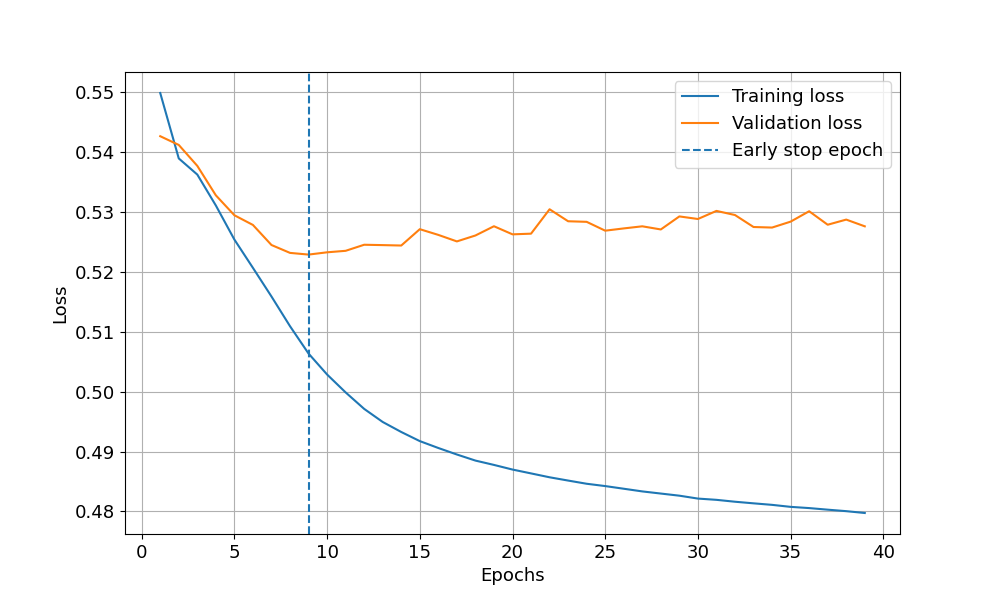 Training loss
Validation loss
Early stop epoch
0.55
0.54
0.53
0.52
0.51
0.50
0.49
0.48
Loss
0 5 10 15 20 25 30 35 40
Epochs